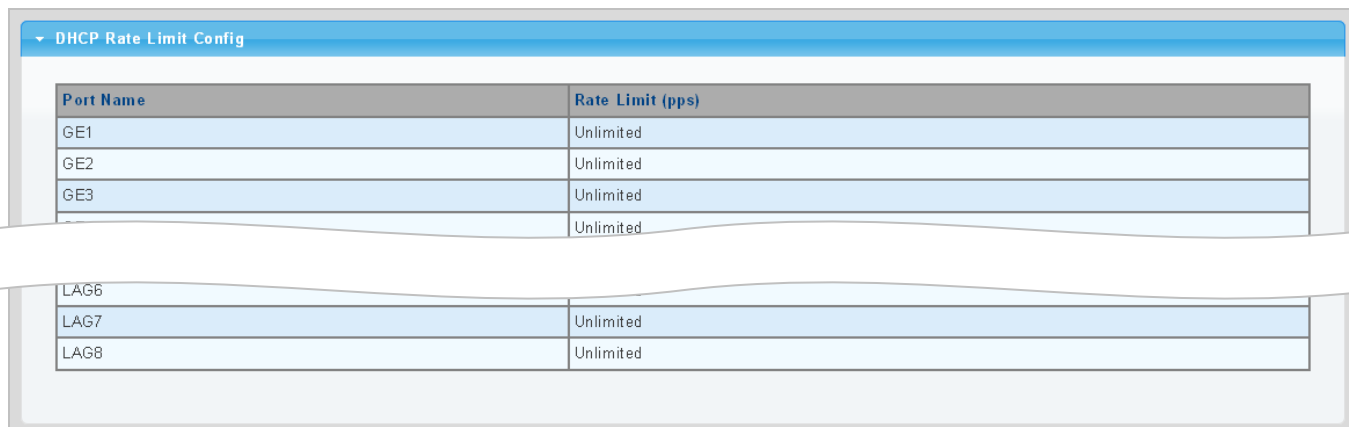 DHCP Rate Limit Config
Port Name Rate Limit (pps)
GE1 Unlimited
GE2 Unlimited
GE3 Unlimited
Unlimited
LAG6
LAG7 Unlimited
LAG8 Unlimited